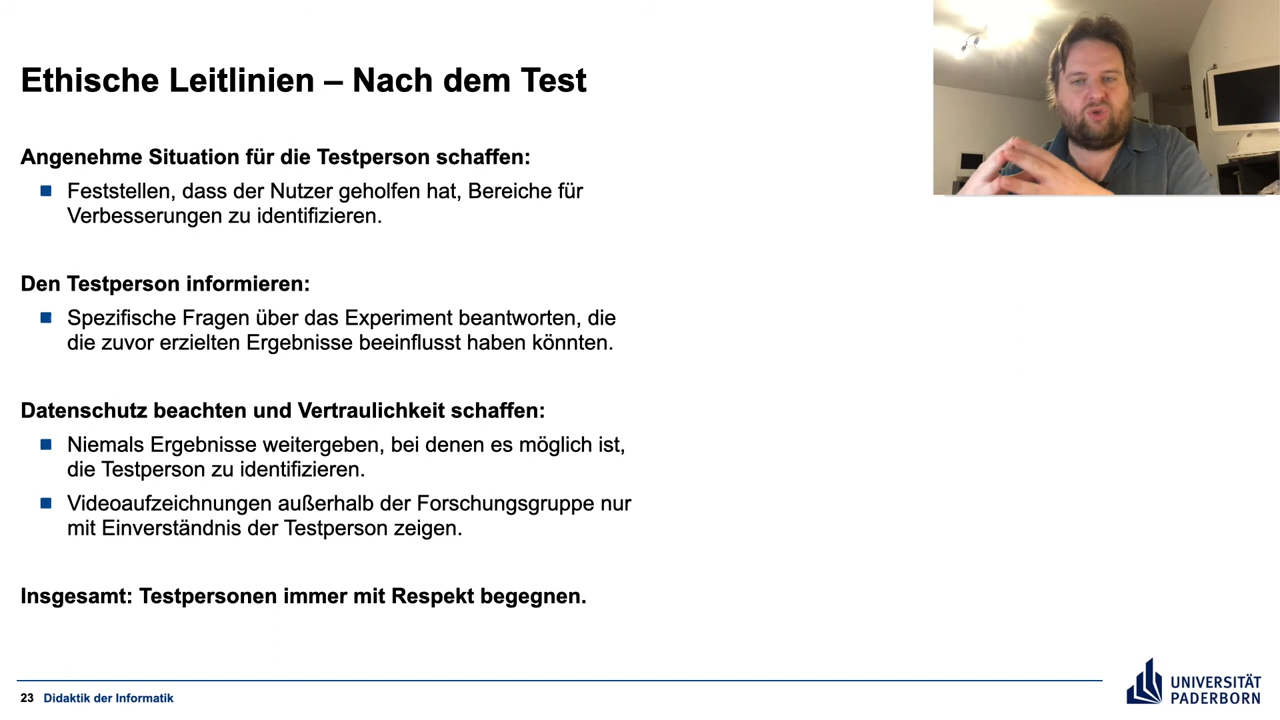 Ethische Leitlinien – Nach dem Test
Angenehme Situation für die Testperson schaffen:
Feststellen, dass der Nutzer geholfen hat, Bereiche für
Verbesserungen zu identifizieren.
Den Testperson informieren:
Spezifische Fragen über das Experiment beantworten, die
die zuvor erzielten Ergebnisse beeinflusst haben könnten.
Datenschutz beachten und Vertraulichkeit schaffen:
Niemals Ergebnisse weitergeben, bei denen es möglich ist,
die Testperson zu identifizieren.
Videoaufzeichnungen außerhalb der Forschungsgruppe nur
mit Einverständnis der Testperson zeigen.
Insgesamt: Testpersonen immer mit Respekt begegnen.
23 Didaktik der Informatik
UNIVERSITÄT
PADERBORN